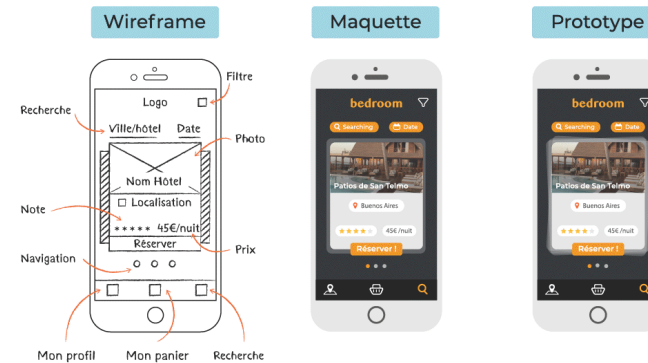 Wireframe
Maquette
Prototype
Filtre
Logo
Recherche
Ville/hôtel
Date
Photo
Nom Hôtel
Localisation
Note
***** 45€/nuit
Réserver
Prix
Navigation
Mon profil
Mon panier
Recherche
bedroom
Searching
Date
Patios de San Telmo
Buenos Aires
45€/nuit
Réserver !
bedroom
Searching
Date
Patios de San Telmo
Buenos Aires
45€/nuit
Réserver !